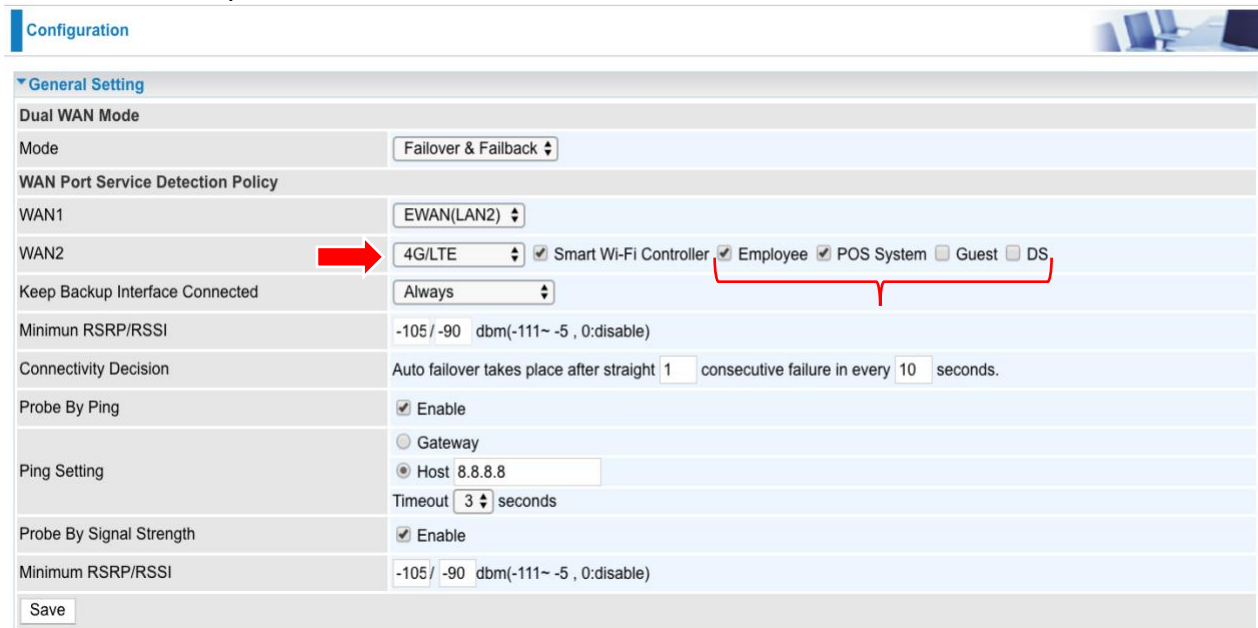 Configuration
General Setting
Dual WAN Mode
Mode Failover & Failback
WAN Port Service Detection Policy
WAN1 EWAN(LAN2)
WAN2 4G/LTE Smart Wi-Fi Controller Employee POS System Guest DS
Keep Backup Interface Connected Always
Minimun RSRP/RSSI -105 / -90 dbm(-111~ -5 , 0:disable)
Connectivity Decision Auto failover takes place after straight 1 consecutive failure in every 10 seconds.
Probe By Ping Enable
Gateway
Ping Setting Host 8.8.8.8
Timeout 3 seconds
Probe By Signal Strength Enable
Minimum RSRP/RSSI -105 / -90 dbm(-111~ -5 , 0:disable)
Save